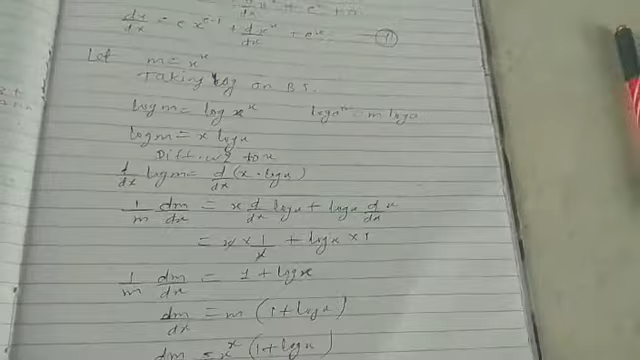 dx/dx = e x^{e-1} + d/dx x^x + e^x — (1)
Let m = x^x
Taking log on B.S.
log m = log x^x    log a^m = m log a
log m = x log x
Diff. w.r to x
d/dx log m = d/dx (x · log x)
1/m dm/dx = x d/dx log x + log x d/dx x
= x × 1/x + log x × 1
1/m dm/dx = 1 + log x
dm/dx = m (1 + log x)
dm = x^x (1 + log x)